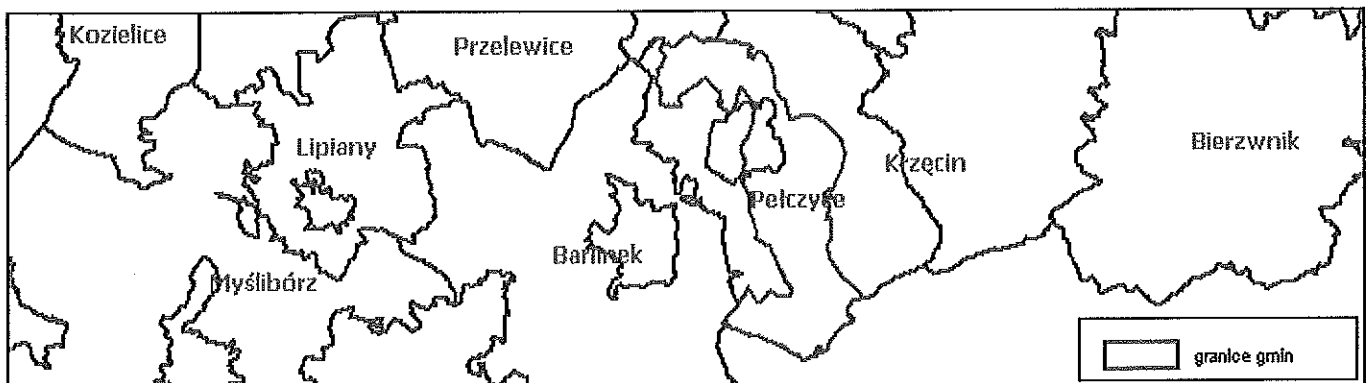 Kozielice
Przelewice
Lipiany
Bierzwnik
Krzęcin
Pełczyce
Barlinek
Myślibórz
granice gmin